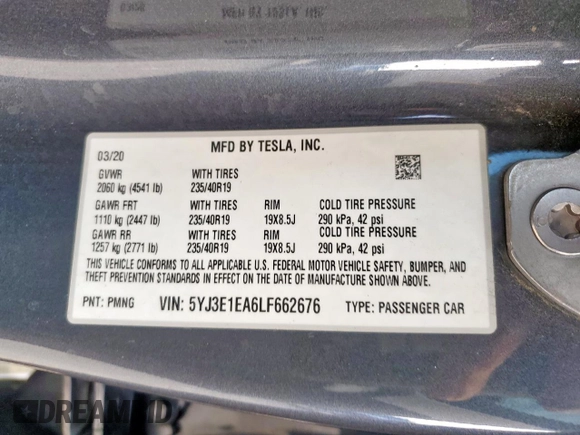 MFD BY TESLA, INC.
03/20
GVWR WITH TIRES
2060 kg (4541 lb) 235/40R19
GAWR FRT WITH TIRES RIM COLD TIRE PRESSURE
1110 kg (2447 lb) 235/40R19 19X8.5J 290 kPa, 42 psi
GAWR RR WITH TIRES RIM COLD TIRE PRESSURE
1257 kg (2771 lb) 235/40R19 19X8.5J 290 kPa, 42 psi
THIS VEHICLE CONFORMS TO ALL U.S. FEDERAL MOTOR VEHICLE SAFETY, BUMPER, AND
THEFT PREVENTION STANDARDS IN EFFECT ON THE DATE OF MANUFACTURE SHOWN ABOVE.
PNT: PMNG VIN: 5YJ3E1EA6LF662676 TYPE: PASSENGER CAR
DREAMKID